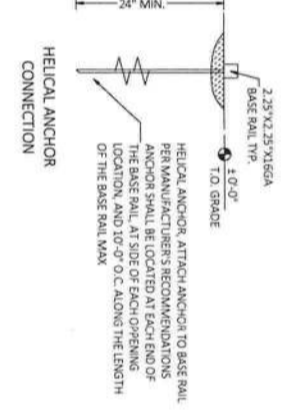 24" MIN.
2.25"X2.25"X16GA
BASE RAIL TYP.
± 0'-0"
T.O. GRADE
HELICAL ANCHOR, ATTACH ANCHOR TO BASE RAIL
PER MANUFACTURER'S RECOMMENDATIONS
ANCHOR SHALL BE LOCATED AT EACH END OF
THE BASE RAIL, AT SIDE OF EACH OPPENING
LOCATION, AND 10'-0" O.C. ALONG THE LENGTH
OF THE BASE RAIL MAX
HELICAL ANCHOR
CONNECTION